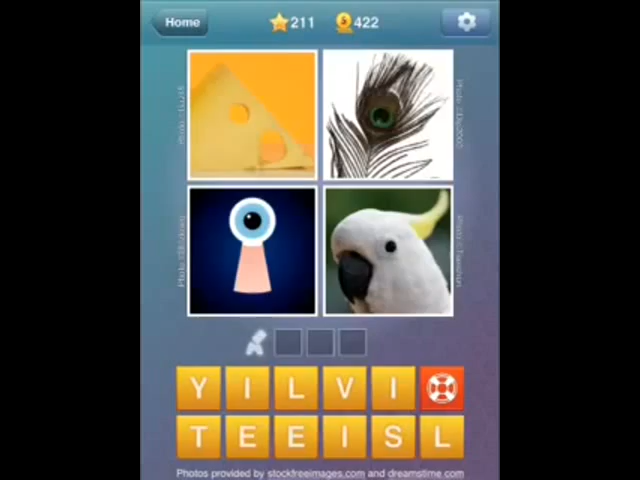 Home 211 422
Y I L V I
T E E I S L
Photos provided by stockfreeimages.com and dreamstime.com